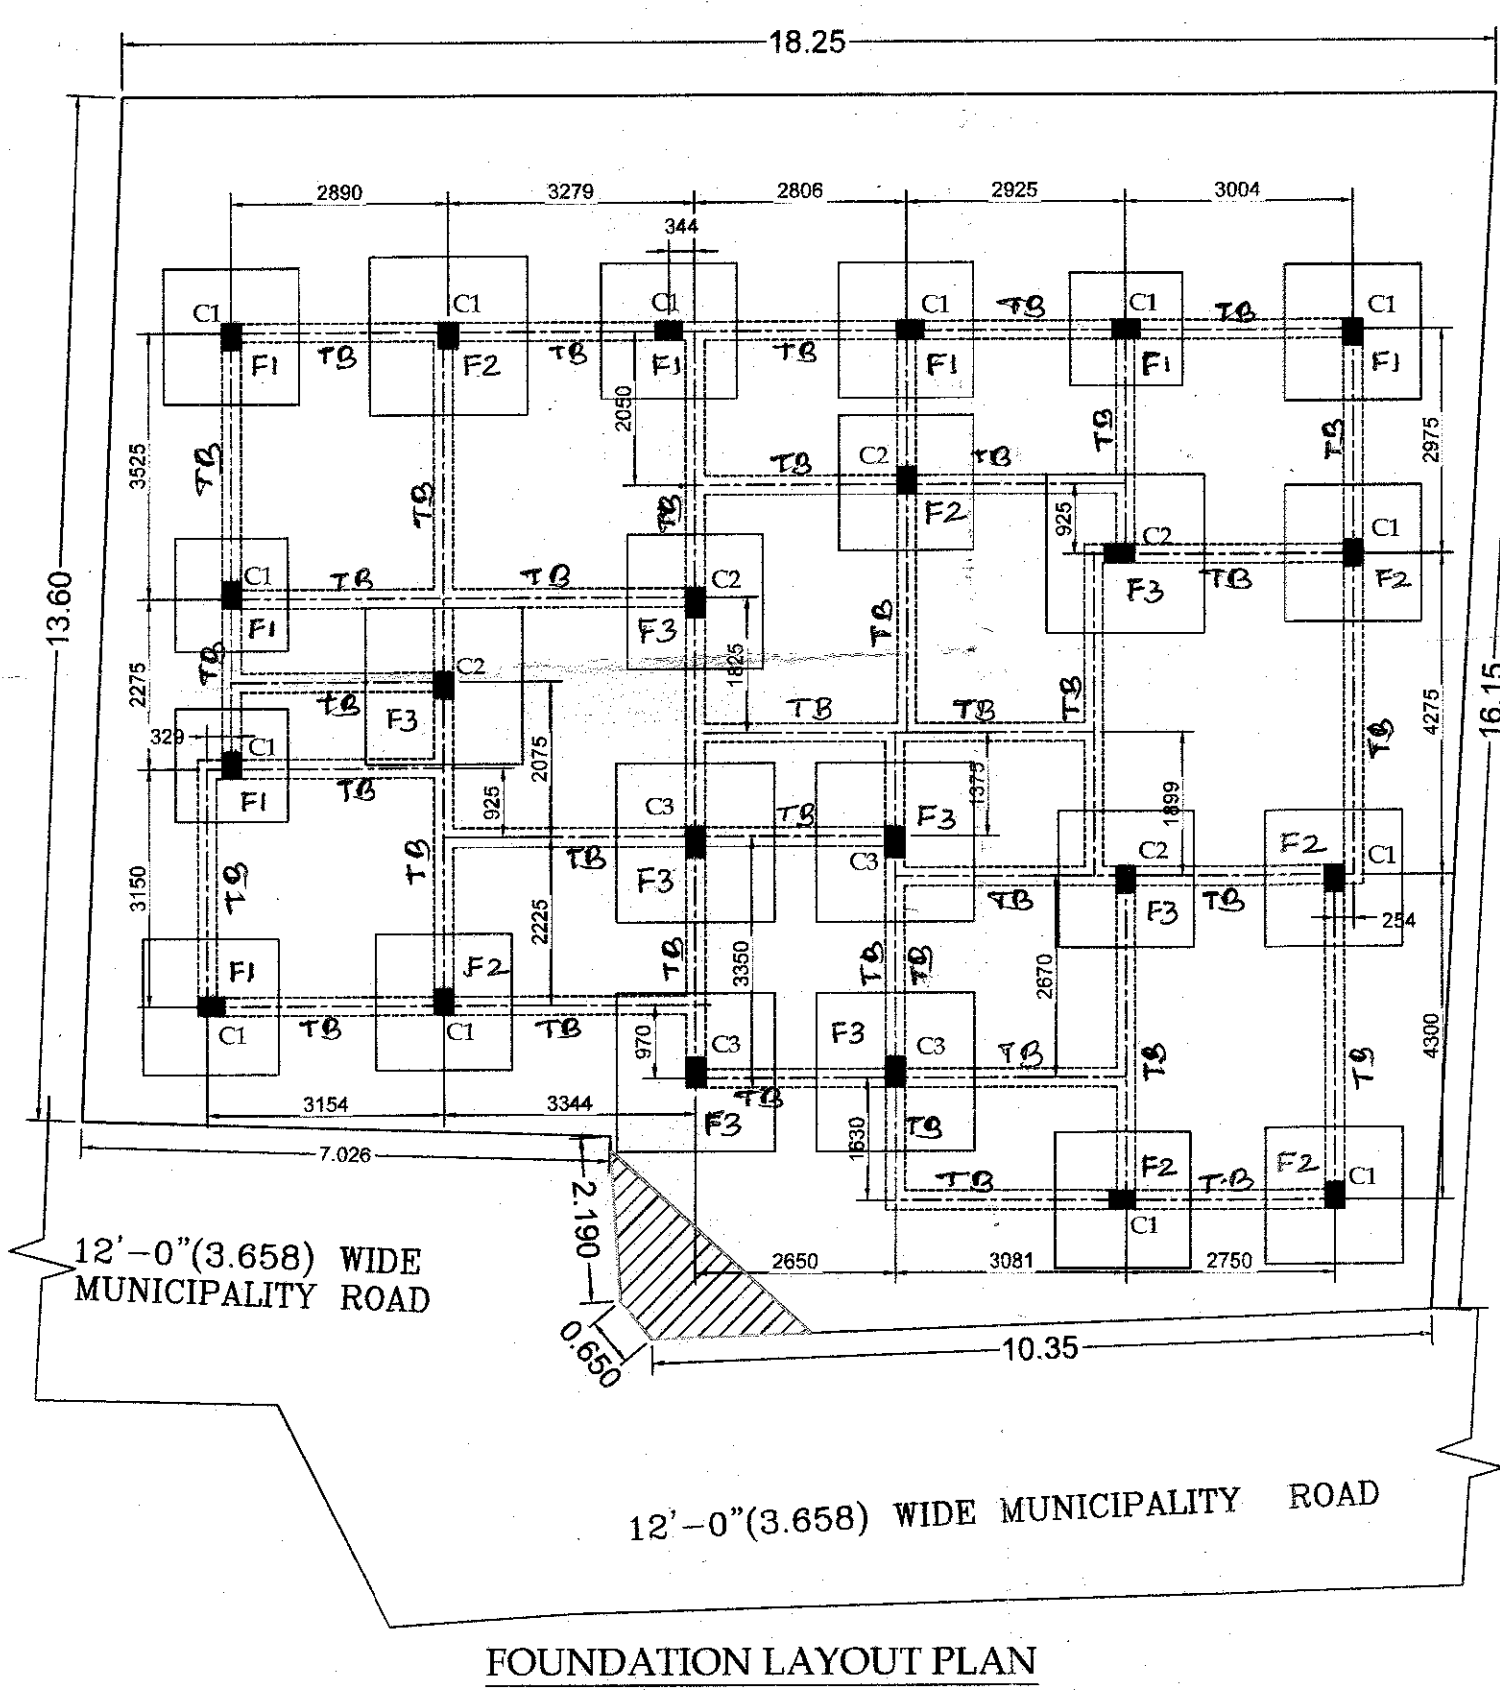 18.25
2890 3279 2806 2925 3004
344
C1 C1 C1 C1 C1 C1
TB TB
F1 TB F2 TB F1 TB F1 F1 F1
13.60
3525
2050
TB TB TB
2975
C2 TB TB
TB TB F2 925
TB C2 C1
C1 TB TB C2
F3 TB F2
F1 F3 TB
TB
2275
C2
1825
TB TB F3
TB TB TB
16.15
4275
329 C1
TB
F1 TB 925 2075
1375 1899
C3 TB F3
TB TB C3 C2 F2 C1
F3
3150
TB
TB F3 TB
254
2225
F1 F2 TB 3350 TB TB 2670
C1 TB C1 TB
970
C3 F3 C3 TB TB TB
4300
3154 3344
TB F3
1630 TB
7.026
F2 F2
TB T.B C1
C1
2.190
2650 3081 2750
12'-0"(3.658) WIDE
MUNICIPALITY ROAD
0.650
10.35
12'-0"(3.658) WIDE MUNICIPALITY ROAD
FOUNDATION LAYOUT PLAN